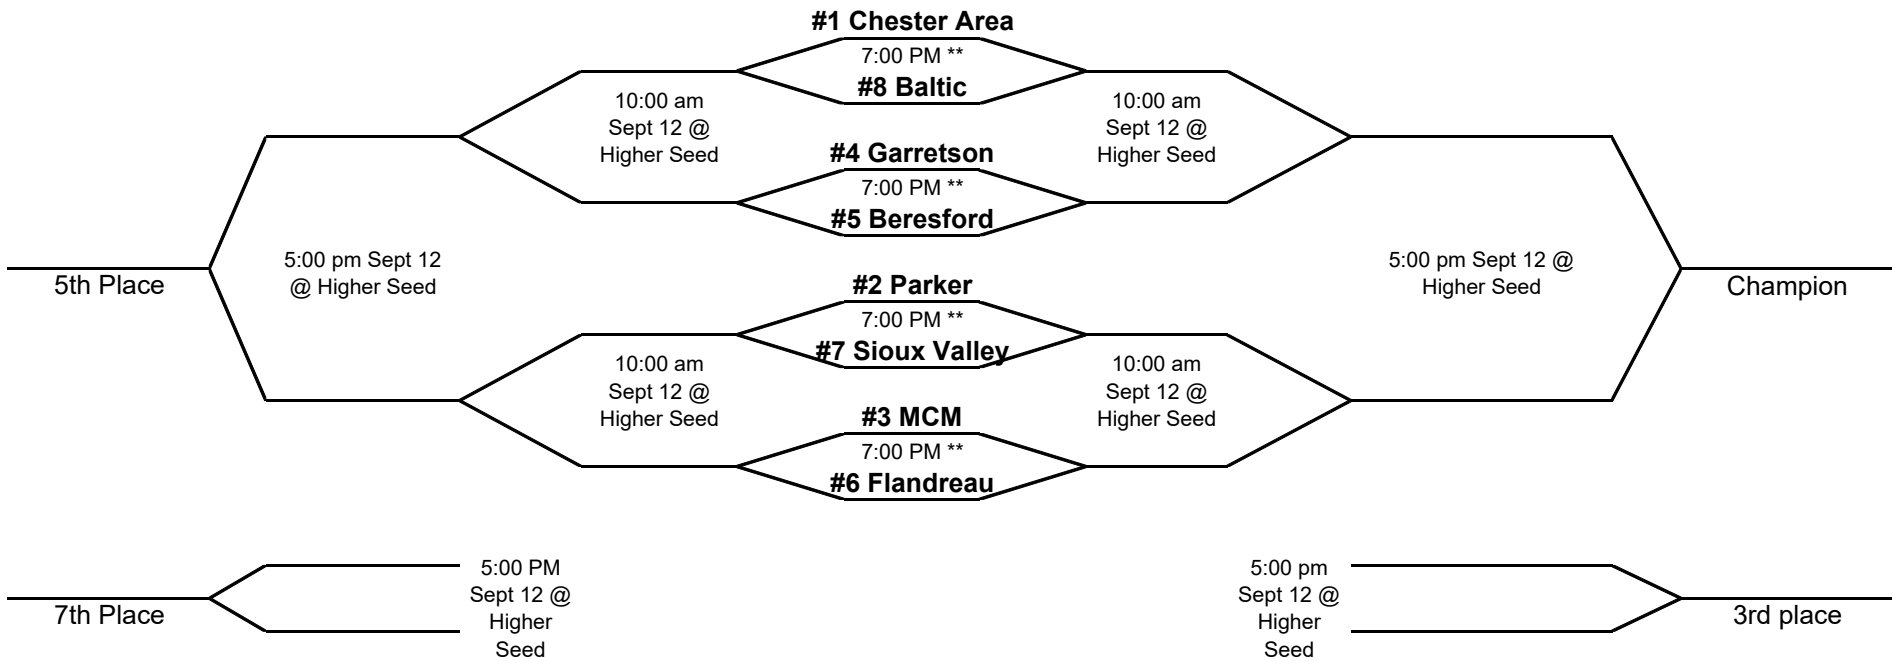 #1 Chester Area
7:00 PM **
#8 Baltic
10:00 am
Sept 12 @
Higher Seed
10:00 am
Sept 12 @
Higher Seed
#4 Garretson
7:00 PM **
#5 Beresford
5:00 pm Sept 12
@ Higher Seed
5:00 pm Sept 12 @
Higher Seed
5th Place
Champion
#2 Parker
7:00 PM **
#7 Sioux Valley
10:00 am
Sept 12 @
Higher Seed
10:00 am
Sept 12 @
Higher Seed
#3 MCM
7:00 PM **
#6 Flandreau
5:00 PM
Sept 12 @
Higher
Seed
7th Place
5:00 pm
Sept 12 @
Higher
Seed
3rd place